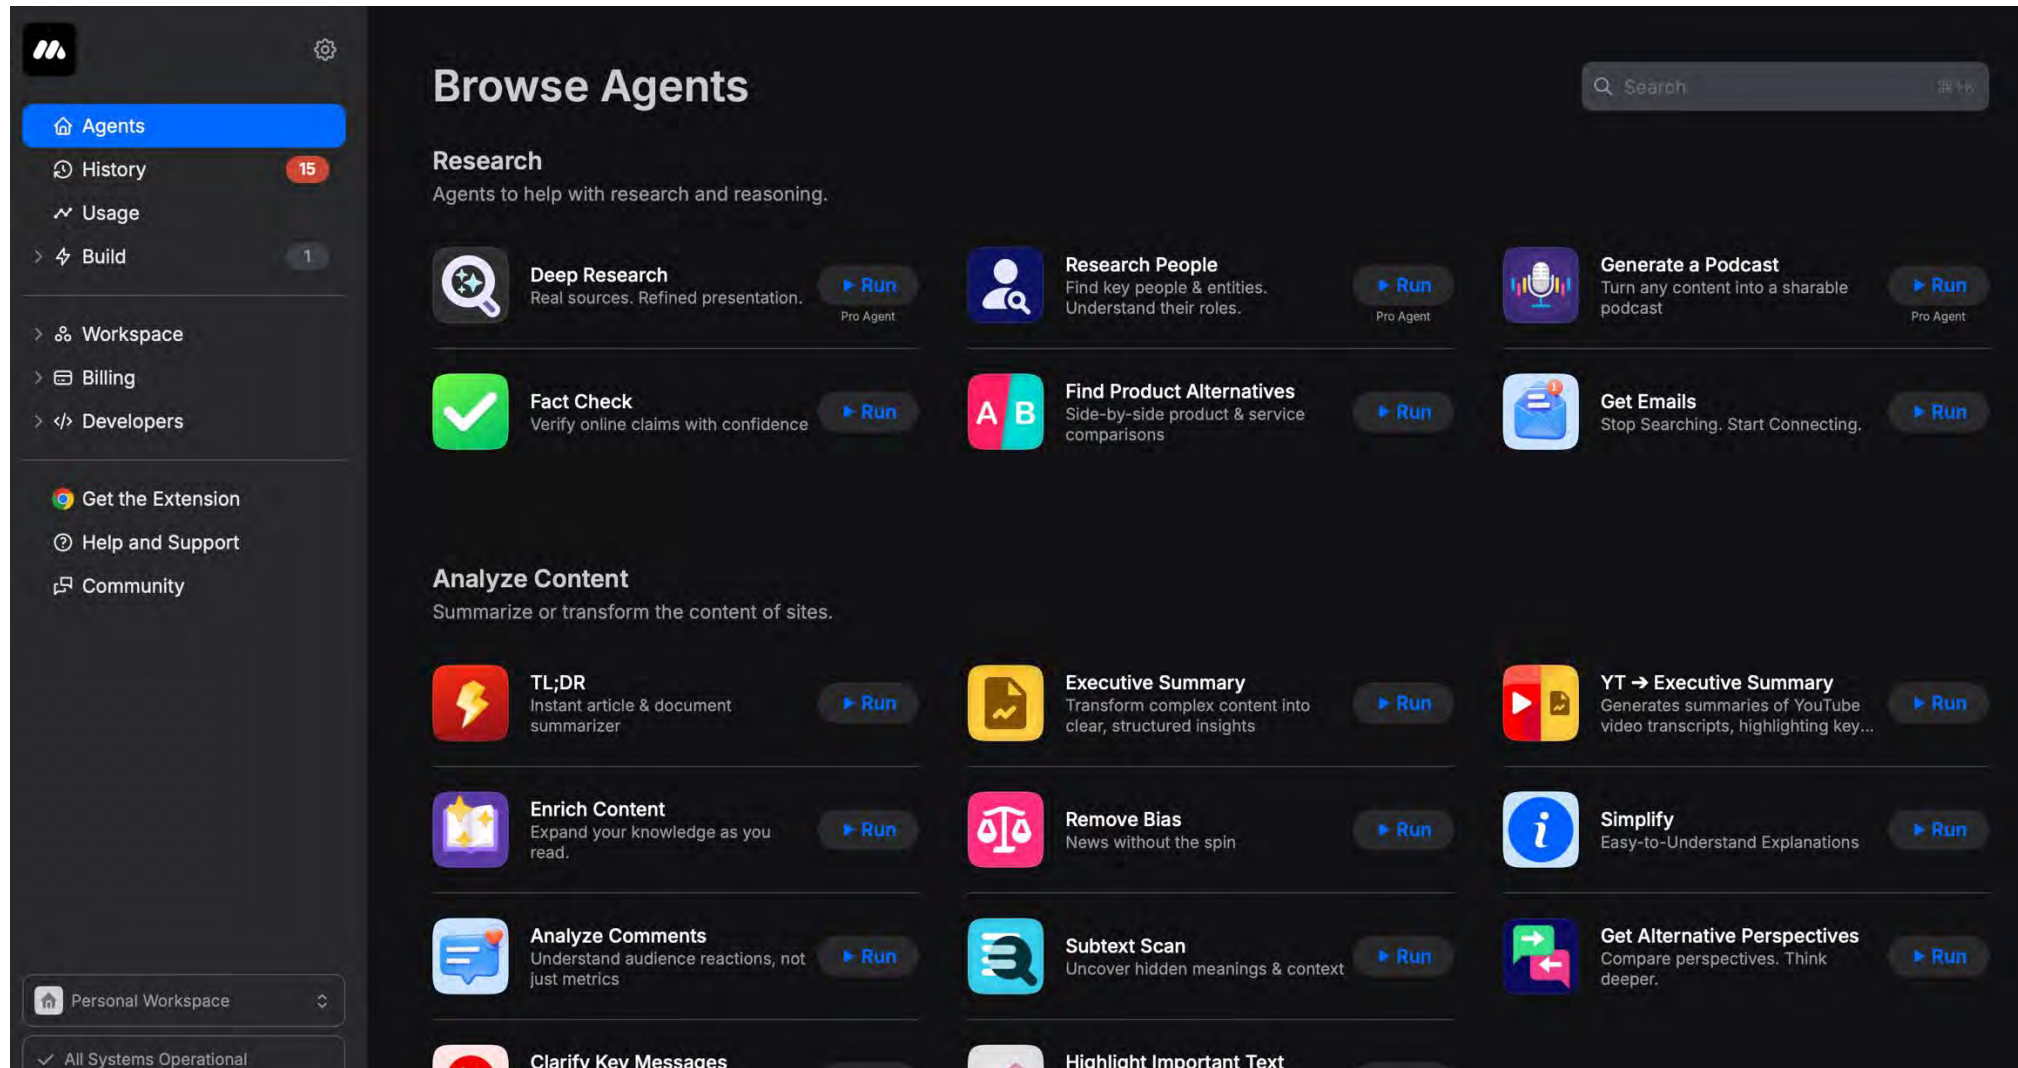 Agents
History
15
Usage
Build
1
Workspace
Billing
Developers
Get the Extension
Help and Support
Community
Personal Workspace
All Systems Operational
Browse Agents
Search
⌘+K
Research
Agents to help with research and reasoning.
Deep Research
Real sources. Refined presentation.
Run
Pro Agent
Research People
Find key people & entities.
Understand their roles.
Run
Pro Agent
Generate a Podcast
Turn any content into a sharable
podcast
Run
Pro Agent
Fact Check
Verify online claims with confidence
Run
A B
Find Product Alternatives
Side-by-side product & service
comparisons
Run
1
Get Emails
Stop Searching. Start Connecting.
Run
Analyze Content
Summarize or transform the content of sites.
TL;DR
Instant article & document
summarizer
Run
Executive Summary
Transform complex content into
clear, structured insights
Run
YT → Executive Summary
Generates summaries of YouTube
video transcripts, highlighting key...
Run
Enrich Content
Expand your knowledge as you
read.
Run
Remove Bias
News without the spin
Run
i
Simplify
Easy-to-Understand Explanations
Run
Analyze Comments
Understand audience reactions, not
just metrics
Run
Subtext Scan
Uncover hidden meanings & context
Run
Get Alternative Perspectives
Compare perspectives. Think
deeper.
Run
Clarify Key Messages
Highlight Important Text